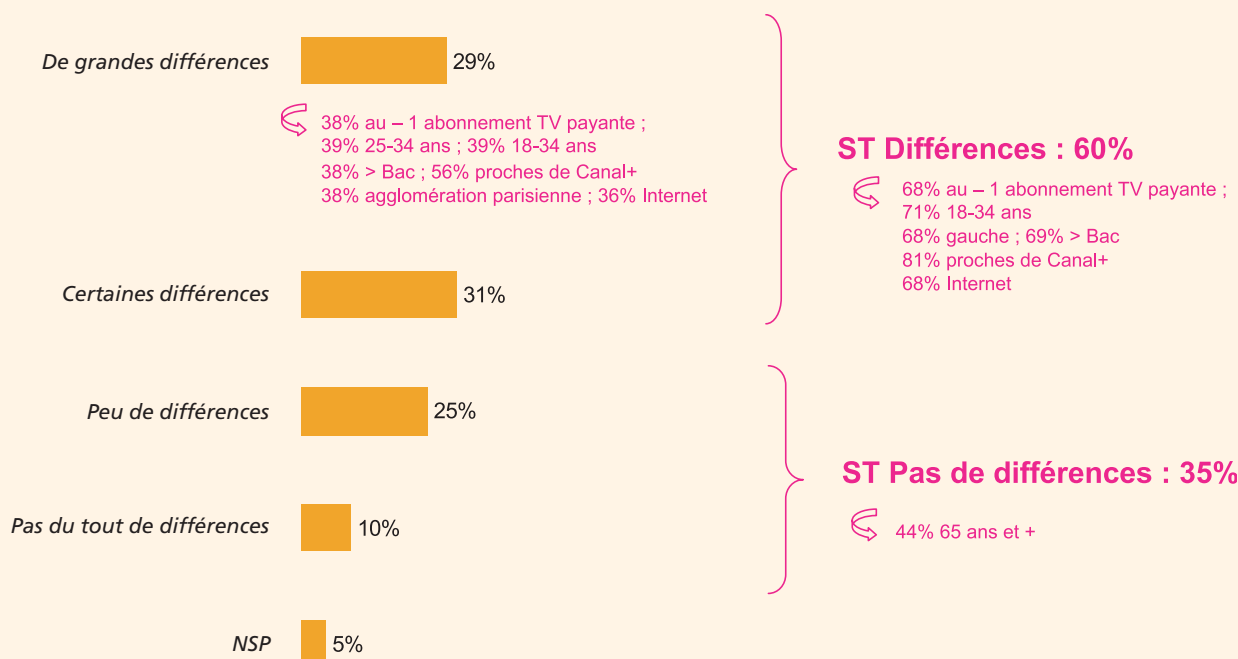 De grandes différences 29%
38% au – 1 abonnement TV payante ;
39% 25-34 ans ; 39% 18-34 ans
38% > Bac ; 56% proches de Canal+
38% agglomération parisienne ; 36% Internet
ST Différences : 60%
68% au – 1 abonnement TV payante ;
71% 18-34 ans
68% gauche ; 69% > Bac
81% proches de Canal+
68% Internet
Certaines différences 31%
Peu de différences 25%
ST Pas de différences : 35%
44% 65 ans et +
Pas du tout de différences 10%
NSP 5%